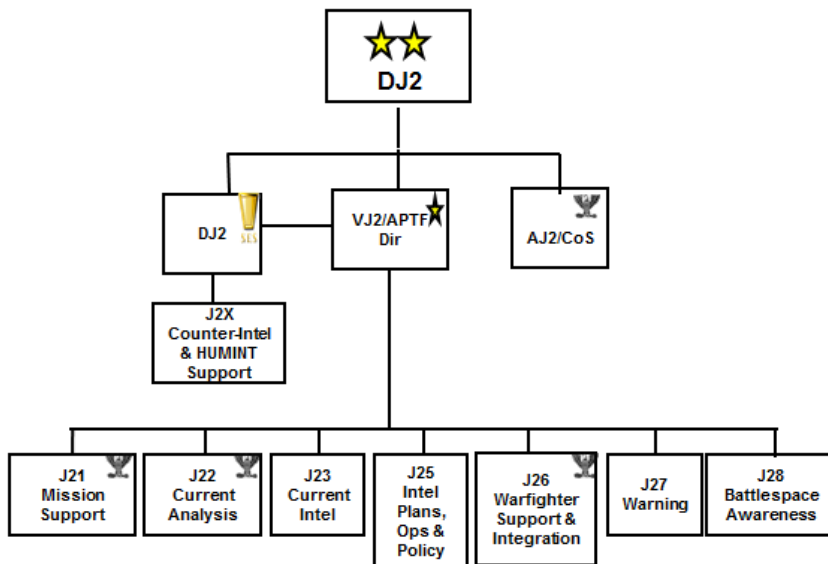 DJ2
DJ2
SES
VJ2/APTF
Dir
AJ2/CoS
J2X
Counter-Intel
& HUMINT
Support
J21
Mission
Support
J22
Current
Analysis
J23
Current
Intel
J25
Intel
Plans,
Ops &
Policy
J26
Warfighter
Support &
Integration
J27
Warning
J28
Battlespace
Awareness